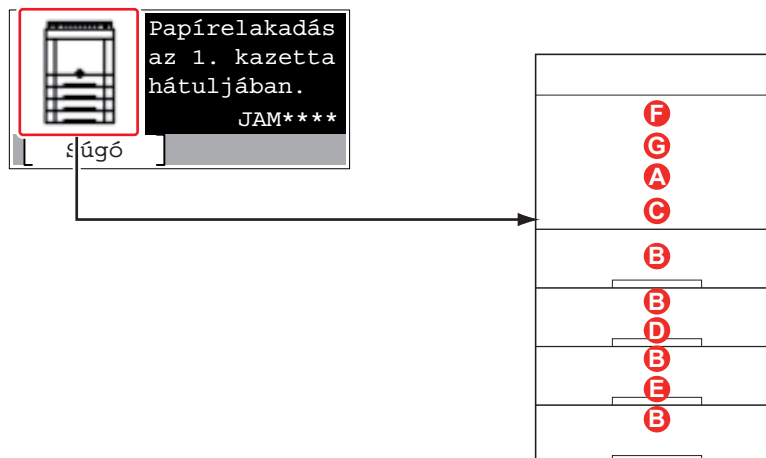 Papírelakadás
az 1. kazetta
hátuljában.
JAM****
[ Súgó ]
F
G
A
C
B
B
D
B
E
B